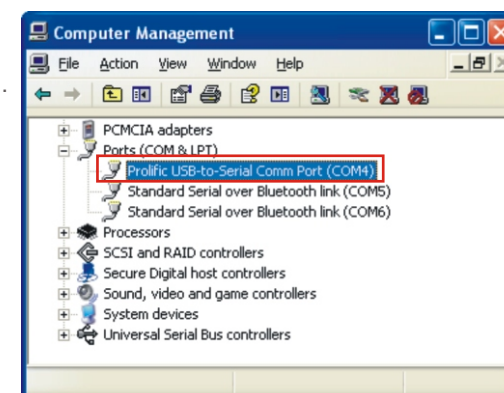 Computer Management
File Action View Window Help
PCMCIA adapters
Ports (COM & LPT)
Prolific USB-to-Serial Comm Port (COM4)
Standard Serial over Bluetooth link (COM5)
Standard Serial over Bluetooth link (COM6)
Processors
SCSI and RAID controllers
Secure Digital host controllers
Sound, video and game controllers
System devices
Universal Serial Bus controllers